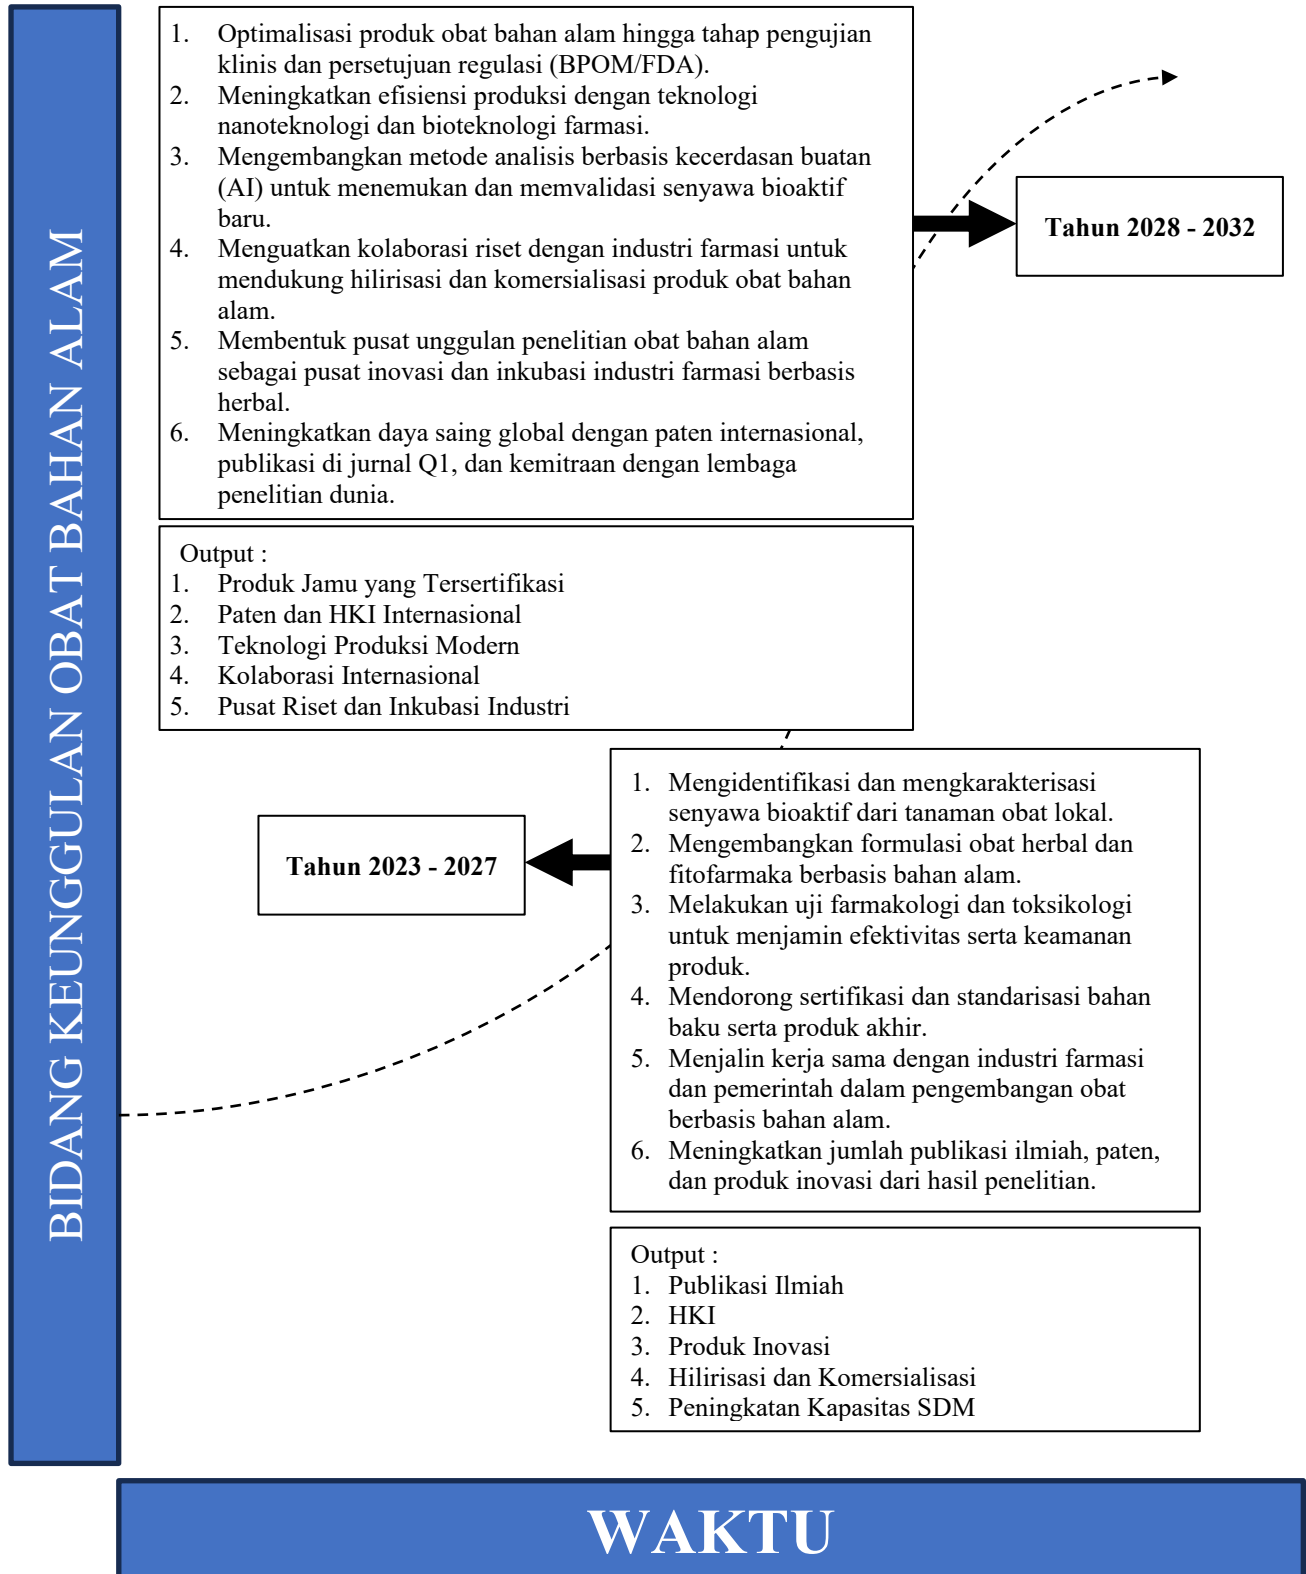 BIDANG KEUNGGULAN OBAT BAHAN ALAM
1. Optimalisasi produk obat bahan alam hingga tahap pengujian
klinis dan persetujuan regulasi (BPOM/FDA).
2. Meningkatkan efisiensi produksi dengan teknologi
nanoteknologi dan bioteknologi farmasi.
3. Mengembangkan metode analisis berbasis kecerdasan buatan
(AI) untuk menemukan dan memvalidasi senyawa bioaktif
baru.
4. Menguatkan kolaborasi riset dengan industri farmasi untuk
mendukung hilirisasi dan komersialisasi produk obat bahan
alam.
5. Membentuk pusat unggulan penelitian obat bahan alam
sebagai pusat inovasi dan inkubasi industri farmasi berbasis
herbal.
6. Meningkatkan daya saing global dengan paten internasional,
publikasi di jurnal Q1, dan kemitraan dengan lembaga
penelitian dunia.
Tahun 2028 - 2032
Output :
1. Produk Jamu yang Tersertifikasi
2. Paten dan HKI Internasional
3. Teknologi Produksi Modern
4. Kolaborasi Internasional
5. Pusat Riset dan Inkubasi Industri
Tahun 2023 - 2027
1. Mengidentifikasi dan mengkarakterisasi
senyawa bioaktif dari tanaman obat lokal.
2. Mengembangkan formulasi obat herbal dan
fitofarmaka berbasis bahan alam.
3. Melakukan uji farmakologi dan toksikologi
untuk menjamin efektivitas serta keamanan
produk.
4. Mendorong sertifikasi dan standarisasi bahan
baku serta produk akhir.
5. Menjalin kerja sama dengan industri farmasi
dan pemerintah dalam pengembangan obat
berbasis bahan alam.
6. Meningkatkan jumlah publikasi ilmiah, paten,
dan produk inovasi dari hasil penelitian.
Output :
1. Publikasi Ilmiah
2. HKI
3. Produk Inovasi
4. Hilirisasi dan Komersialisasi
5. Peningkatan Kapasitas SDM
WAKTU